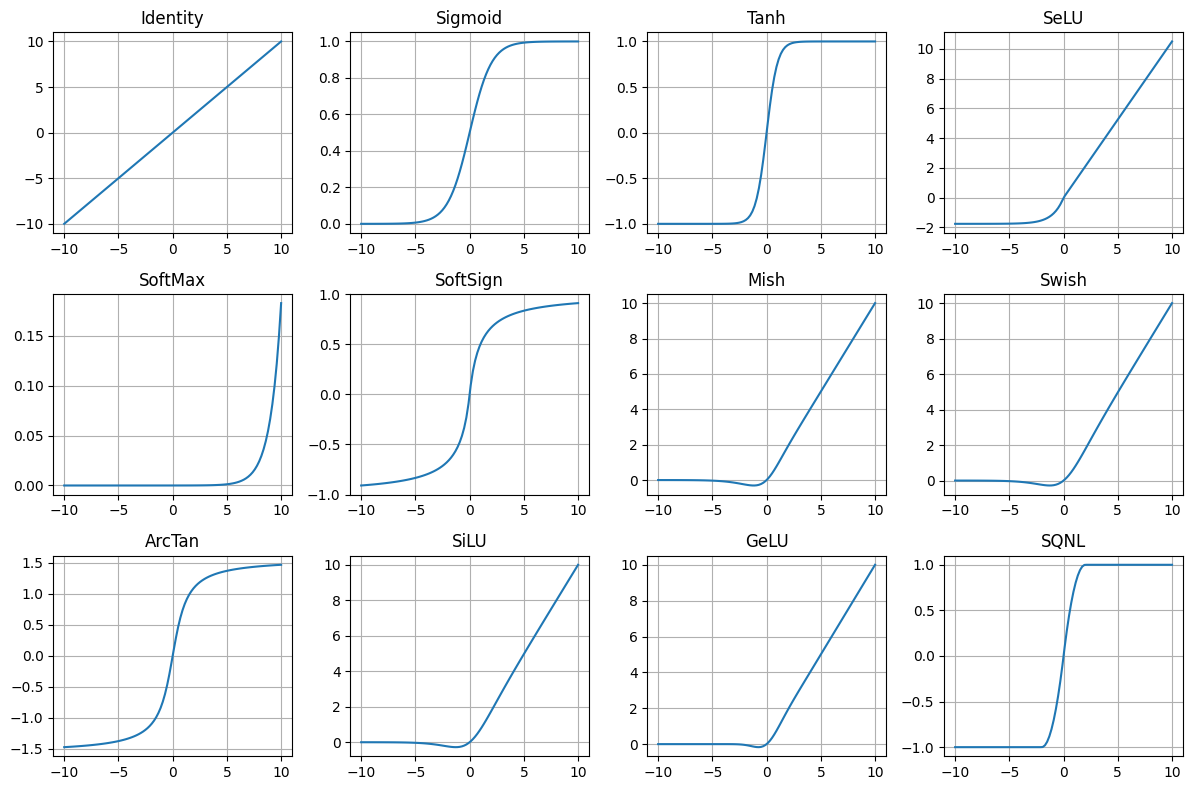 Identity Sigmoid Tanh SeLU
10 1.0 1.0 10
5 0.8 0.5 8
0 0.6 0.0 6
−5 0.4 −0.5 4
−10 0.2 −1.0 2
0.0 0
−2
−10 −5 0 5 10 −10 −5 0 5 10 −10 −5 0 5 10 −10 −5 0 5 10
SoftMax SoftSign Mish Swish
0.15 1.0 10 10
0.10 0.5 8 8
0.05 0.0 6 6
0.00 −0.5 4 4
−1.0 2 2
0 0
−10 −5 0 5 10 −10 −5 0 5 10 −10 −5 0 5 10 −10 −5 0 5 10
ArcTan SiLU GeLU SQNL
1.5 10 10 1.0
1.0 8 8 0.5
0.5 6 6 0.0
0.0 4 4 −0.5
−0.5 2 2 −1.0
−1.0 0 0
−1.5
−10 −5 0 5 10 −10 −5 0 5 10 −10 −5 0 5 10 −10 −5 0 5 10